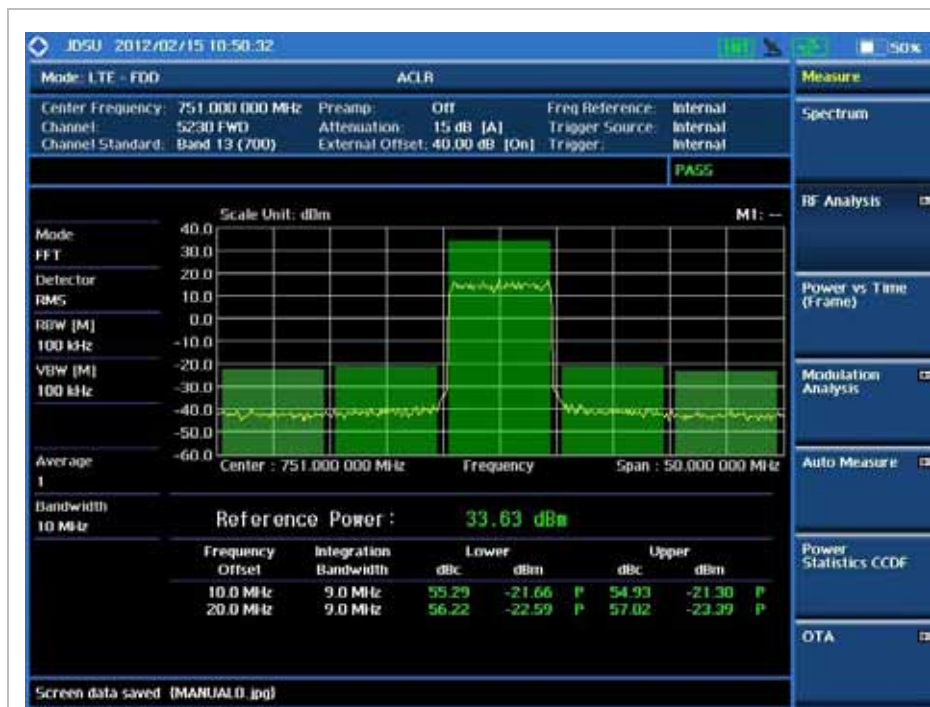 JDSU 2012/02/15 10:50:32
INT
50%
Mode: LTE - FDD
ACLR
Center Frequency: 751.000 000 MHz
Preamp: Off
Freq Reference: Internal
Channel: 5230 FWD
Attenuation: 15 dB [A]
Trigger Source: Internal
Channel Standard: Band 13 (700)
External Offset: 40.00 dB [On]
Trigger: Internal
PASS
Scale Unit: dBm
M1: --
Mode
FFT
Detector
RMS
RBW [M]
100 kHz
VBW [M]
100 kHz
Average
1
Bandwidth
10 MHz
40.0
30.0
20.0
10.0
0.0
-10.0
-20.0
-30.0
-40.0
-50.0
-60.0
Center : 751.000 000 MHz
Frequency
Span : 50.000 000 MHz
Reference Power: 33.63 dBm
Frequency Integration Lower Upper
Offset Bandwidth dBc dBm dBc dBm
10.0 MHz 9.0 MHz 55.29 -21.66 P 54.93 -21.30 P
20.0 MHz 9.0 MHz 56.22 -22.59 P 57.02 -23.39 P
Screen data saved (MANUAL0.jpg)
Measure
Spectrum
RF Analysis
Power vs Time
(Frame)
Modulation
Analysis
Auto Measure
Power
Statistics CCDF
OTA